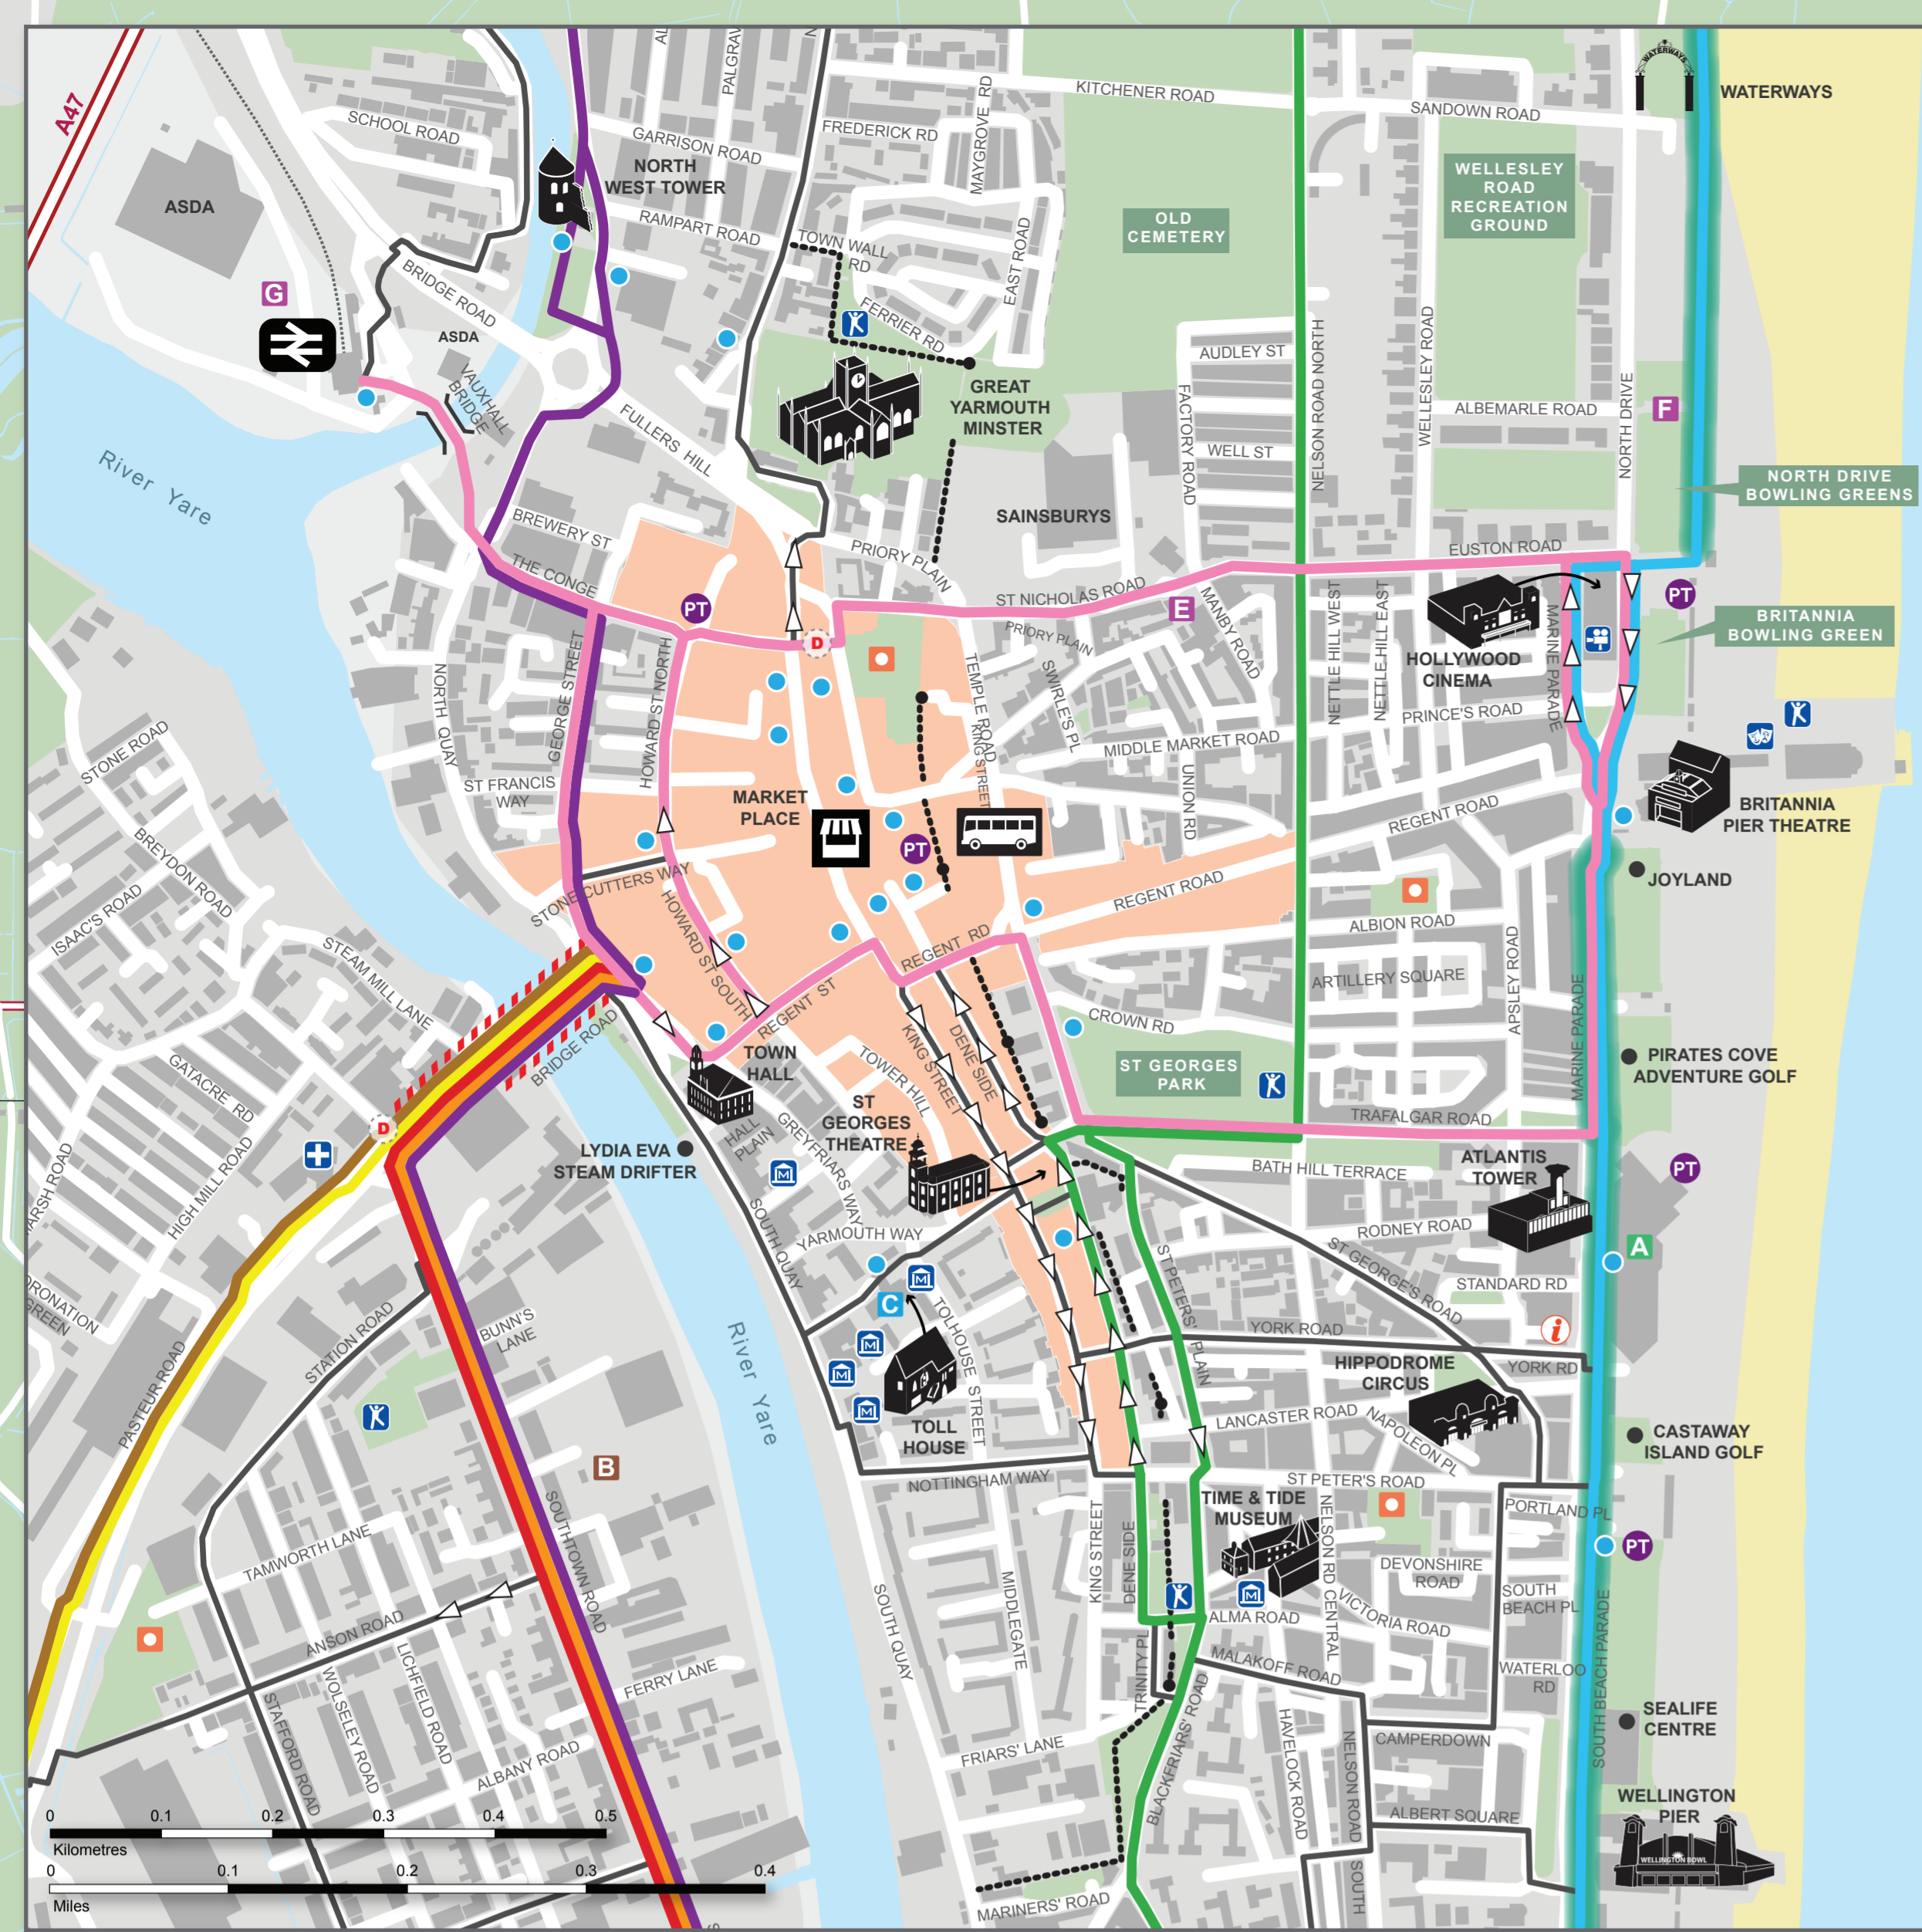 WATERWAYS
WATERWAYS
A47
SCHOOL ROAD
AL
PALGRAV
N
GARRISON ROAD
NORTH
WEST TOWER
FREDERICK RD
MAYGROVE RD
KITCHENER ROAD
SANDOWN ROAD
ASDA
WELLESLEY
ROAD
RECREATION
GROUND
OLD
CEMETERY
RAMPART ROAD
TOWN WALL
RD
EAST ROAD
BRIDGE ROAD
G
ASDA
FERRIER RD
VAUXHALL
BRIDGE
AUDLEY ST
NELSON ROAD NORTH
WELLESLEY ROAD
NORTH DRIVE
GREAT
YARMOUTH
MINSTER
FACTORY ROAD
ALBEMARLE ROAD
F
FULLERS HILL
WELL ST
River Yare
NORTH DRIVE
BOWLING GREENS
SAINSBURYS
BREWERY ST
PRIORY PLAIN
EUSTON ROAD
THE CONGE
PT
ST NICHOLAS ROAD
E
PT
D
PRIORY PLAIN
MANBY ROAD
NETTLE HILL WEST
NETTLE HILL EAST
BRITANNIA
BOWLING GREEN
HOLLYWOOD
CINEMA
MARINE PARADE
NORTH QUAY
GEORGE STREET
HOWARD ST NORTH
TEMPLE ROAD
SWIRLE'S PL
PRINCE'S ROAD
MIDDLE MARKET ROAD
KING STREET
STONE ROAD
ST FRANCIS
WAY
UNION RD
MARKET
PLACE
REGENT ROAD
BRITANNIA
PIER THEATRE
BREYDON ROAD
PT
STONECUTTERS WAY
REGENT ROAD
JOYLAND
ISAAC'S ROAD
HOWARD ST SOUTH
ALBION ROAD
REGENT RD
STEAM MILL LANE
ARTILLERY SQUARE
APSLEY ROAD
MARINE PARADE
REGENT ST
CROWN RD
BRIDGE ROAD
KING STREET
DENE SIDE
TOWN
HALL
TOWER HILL
ST GEORGES
PARK
PIRATES COVE
ADVENTURE GOLF
GATACRE RD
ST
GEORGES
THEATRE
TRAFALGAR ROAD
D
HALL
PLAIN
GREYFRIARS WAY
LYDIA EVA
STEAM DRIFTER
ATLANTIS
TOWER
PT
BATH HILL TERRACE
HIGH MILL ROAD
ARSH ROAD
SOUTH QUAY
YARMOUTH WAY
RODNEY ROAD
A
ST GEORGE'S ROAD
ST PETERS' PLAIN
STANDARD RD
ORONATION
GREEN
C
TOLHOUSE STREET
River Yare
YORK ROAD
i
STATION ROAD
BUNN'S
LANE
HIPPODROME
CIRCUS
YORK RD
PASTEUR ROAD
LANCASTER ROAD
NAPOLEON PL
TOLL
HOUSE
CASTAWAY
ISLAND GOLF
B
NOTTINGHAM WAY
ST PETER'S ROAD
SOUTHTOWN ROAD
TIME & TIDE
MUSEUM
PORTLAND PL
KING STREET
DENE SIDE
NELSON RD CENTRAL
PT
TAMWORTH LANE
DEVONSHIRE
ROAD
SOUTH
BEACH PL
MIDDLEGATE
SOUTH QUAY
ALMA ROAD
VICTORIA ROAD
ANSON ROAD
TRINITY PL
MALAKOFF ROAD
WATERLOO
RD
SOUTH BEACH PARADE
LICHFIELD ROAD
WOLSELEY ROAD
STAFFORD ROAD
FERRY LANE
SEALIFE
CENTRE
BLACKFRIARS' ROAD
HAVELOCK ROAD
NELSON ROAD
CAMPERDOWN
FRIARS' LANE
ALBANY ROAD
WELLINGTON
PIER
ALBERT SQUARE
WELLINGTON BOWL
0 0.1 0.2 0.3 0.4 0.5
Kilometres
0 0.1 0.2 0.3 0.4
Miles
MARINERS' ROAD
SOUTH
S